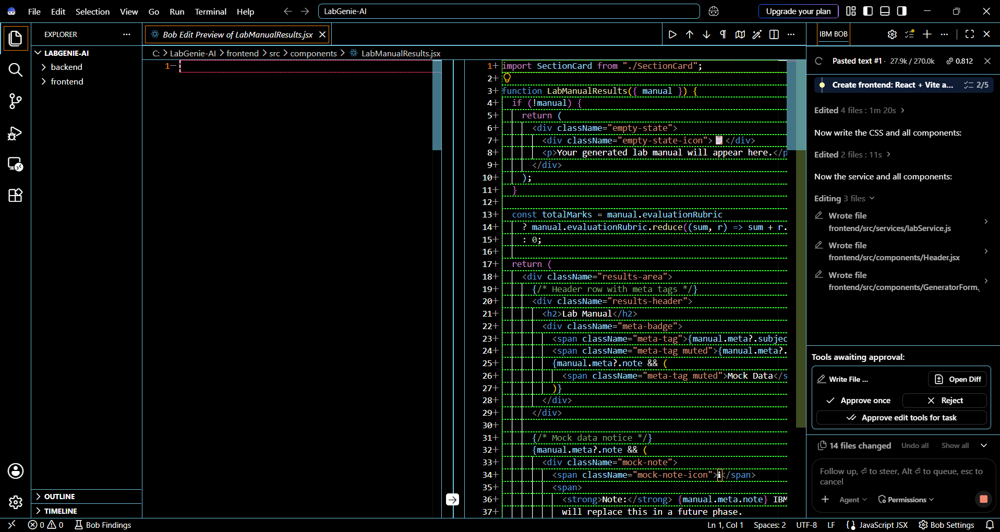 File Edit Selection View Go Run Terminal Help
LabGenie-AI
Upgrade your plan
EXPLORER
LABGENIE-AI
backend
frontend
OUTLINE
TIMELINE
Bob Edit Preview of LabManualResults.jsx
C: > LabGenie-AI > frontend > src > components > LabManualResults.jsx
1−
1+ import SectionCard from "./SectionCard";
2+
3+ function LabManualResults({ manual }) {
4+ if (!manual) {
5+ return (
6+ <div className="empty-state">
7+ <div className="empty-state-icon">📋</div>
8+ <p>Your generated lab manual will appear here.</p
9+ </div>
10+ );
11+ }
12+
13+ const totalMarks = manual.evaluationRubric
14+ ? manual.evaluationRubric.reduce((sum, r) => sum + r.
15+ : 0;
16+
17+ return (
18+ <div className="results-area">
19+ {/* Header row with meta tags */}
20+ <div className="results-header">
21+ <h2>Lab Manual</h2>
22+ <div className="meta-badge">
23+ <span className="meta-tag">{manual.meta?.subjec
24+ <span className="meta-tag muted">{manual.meta?.
25+ {manual.meta?.note && (
26+ <span className="meta-tag muted">Mock Data</s
27+ )}
28+ </div>
29+ </div>
30+
31+ {/* Mock data notice */}
32+ {manual.meta?.note && (
33+ <div className="mock-note">
34+ <span className="mock-note-icon">ℹ</span>
35+ <span>
36+ <strong>Note:</strong> {manual.meta.note} IBM
37+ will replace this in a future phase.
IBM BOB
Pasted text #1 · 27.9k / 270.0k 0.812
Create frontend: React + Vite a... 2/5
Edited 4 files : 1m 20s >
Now write the CSS and all components:
Edited 2 files : 11s >
Now the service and all components:
Editing 3 files
Wrote file
frontend/src/services/labService.js
Wrote file
frontend/src/components/Header.jsx
Wrote file
frontend/src/components/GeneratorForm.
Tools awaiting approval:
Write File ... Open Diff
Approve once Reject
Approve edit tools for task
14 files changed Undo all Show all
Follow up, ⏎ to steer, Alt ⏎ to queue, esc to
cancel
Agent Permissions
0 0 Bob Findings
Ln 1, Col 1 Spaces: 2 UTF-8 LF {} JavaScript JSX Bob Settings